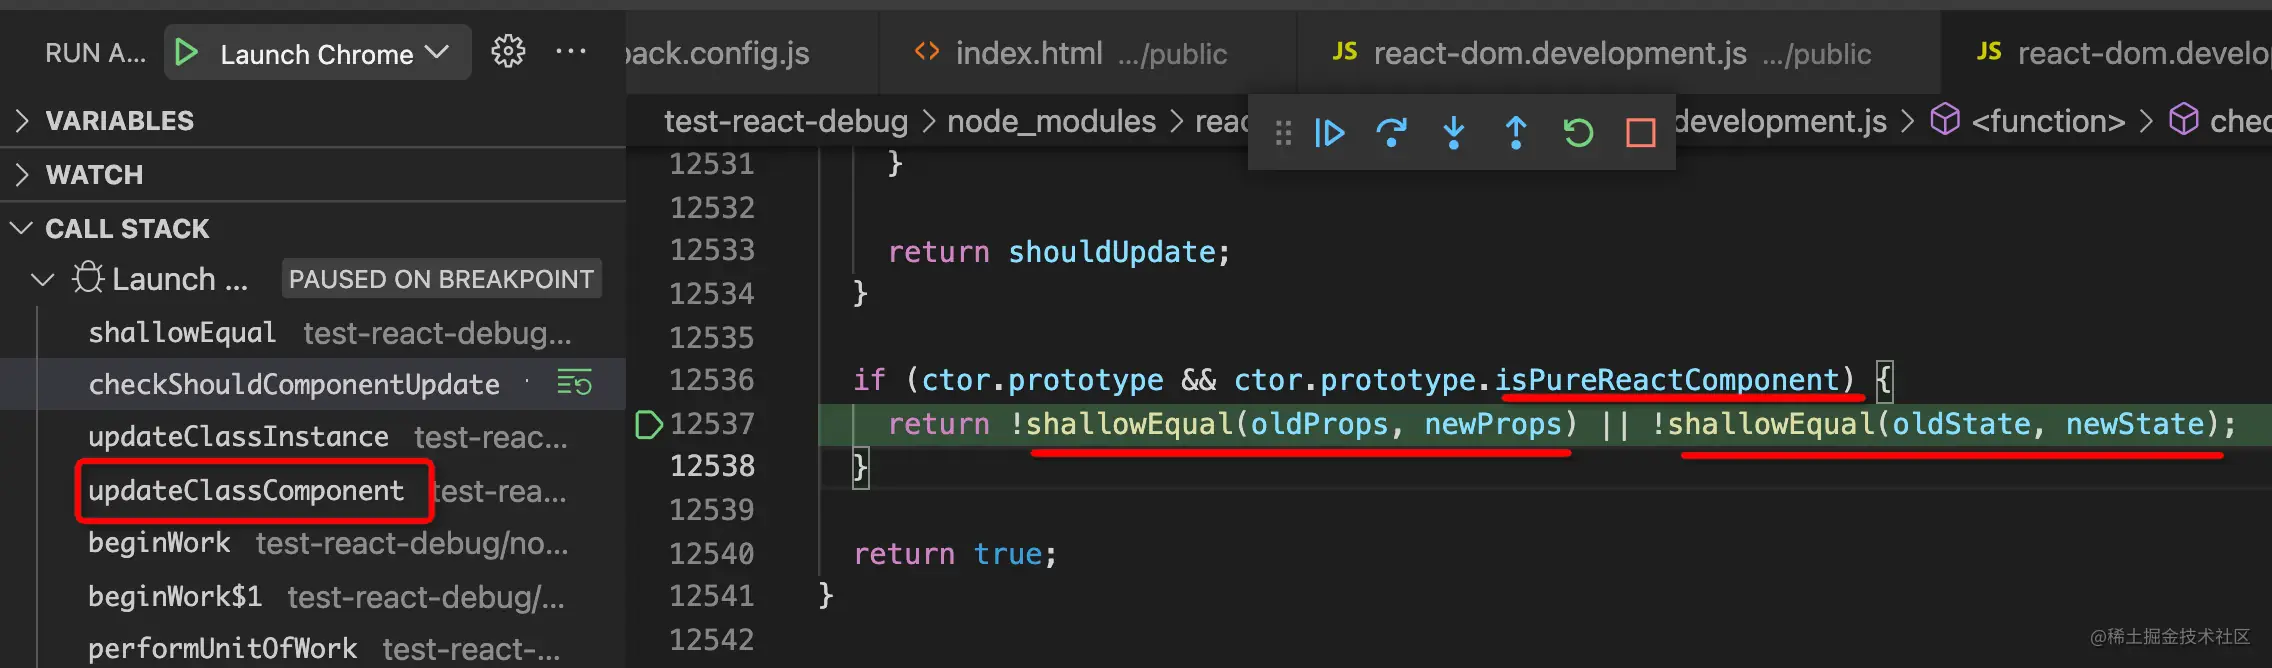 RUN A... Launch Chrome ...
pack.config.js index.html .../public react-dom.development.js .../public react-dom.develo
VARIABLES
WATCH
CALL STACK
Launch ... PAUSED ON BREAKPOINT
shallowEqual test-react-debug...
checkShouldComponentUpdate
updateClassInstance test-reac...
updateClassComponent test-rea...
beginWork test-react-debug/no...
beginWork$1 test-react-debug/...
performUnitOfWork test-react-...
test-react-debug > node_modules > reac development.js > <function> > chec
12531 }
12532
12533 return shouldUpdate;
12534 }
12535
12536 if (ctor.prototype && ctor.prototype.isPureReactComponent) {
12537 return !shallowEqual(oldProps, newProps) || !shallowEqual(oldState, newState);
12538 }
12539
12540 return true;
12541 }
12542
@稀土掘金技术社区